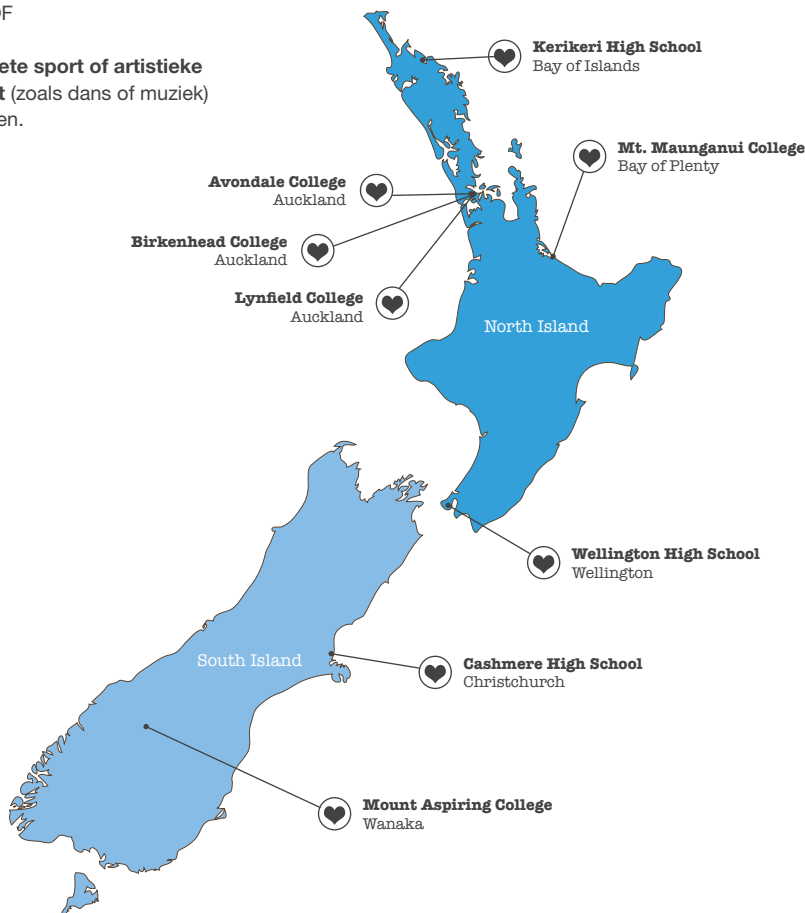 ete sport of artistieke
(zoals dans of muziek)
Kerikeri High School
Bay of Islands
Mt. Maunganui College
Bay of Plenty
Avondale College
Auckland
Birkenhead College
Auckland
Lynfield College
Auckland
North Island
Wellington High School
Wellington
South Island
Cashmere High School
Christchurch
Mount Aspiring College
Wanaka